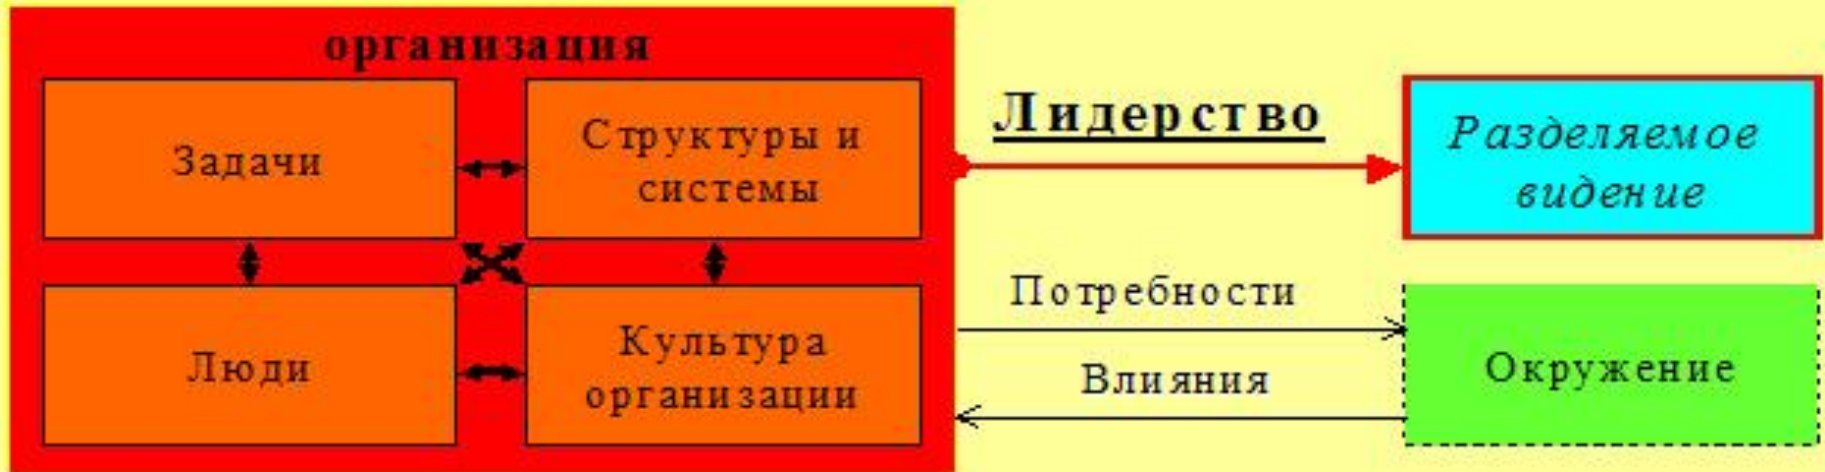 организация
Задачи
Структуры и
системы
Люди
Культура
организации
Лидерство
Разделяемое
видение
Потребности
Влияния
Окружение